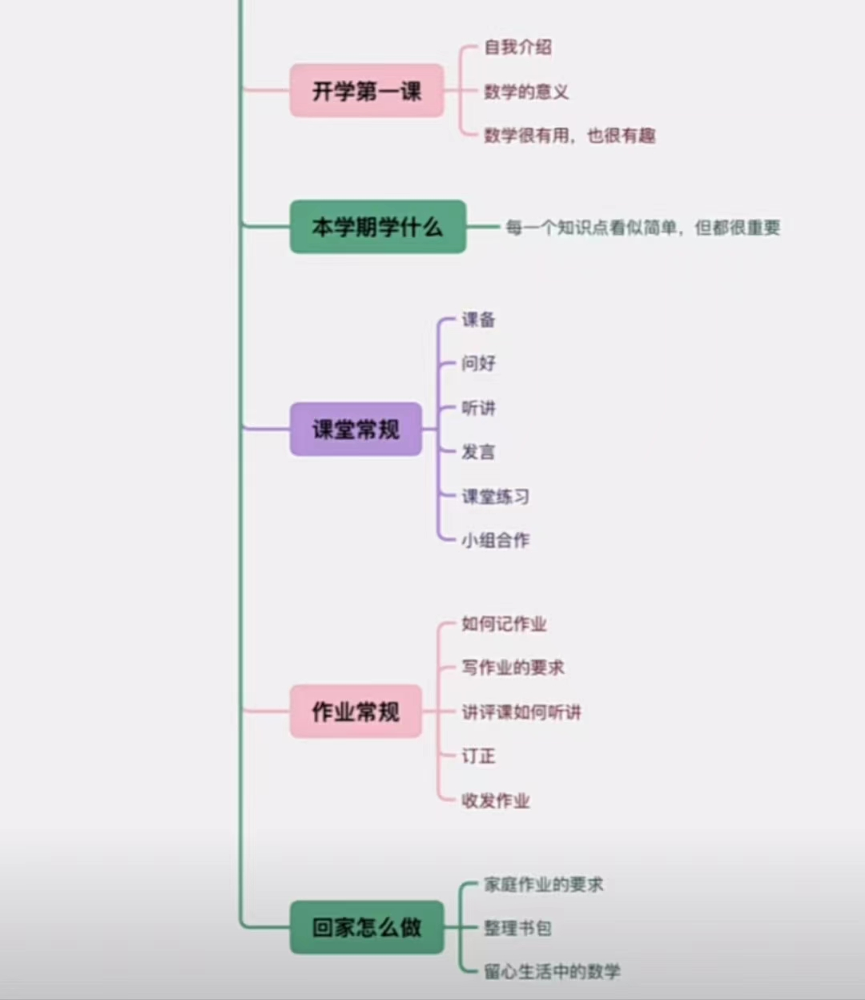 开学第一课
自我介绍
数学的意义
数学很有用，也很有趣
本学期学什么
每一个知识点看似简单，但都很重要
课堂常规
课备
问好
听讲
发言
课堂练习
小组合作
作业常规
如何记作业
写作业的要求
讲评课如何听讲
订正
收发作业
回家怎么做
家庭作业的要求
整理书包
留心生活中的数学